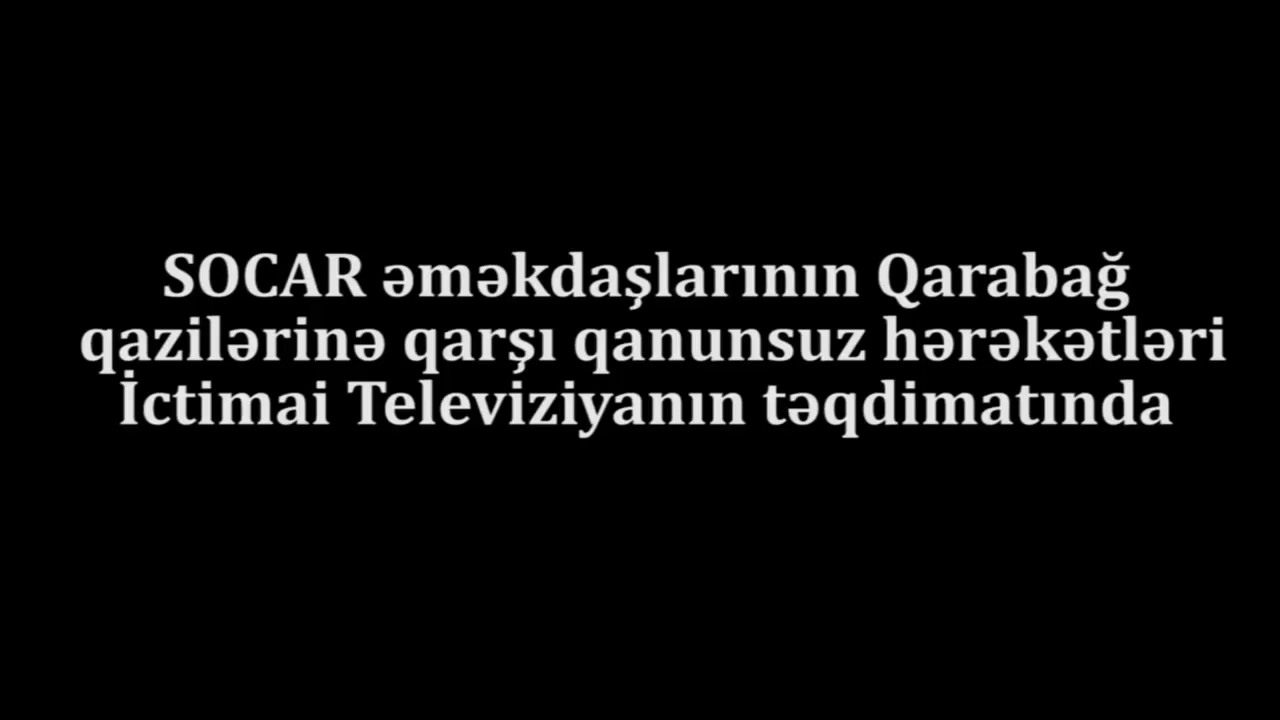 SOCAR əməkdaşlarının Qarabağ
qazilərinə qarşı qanunsuz hərəkətləri
İctimai Televiziyanın təqdimatında